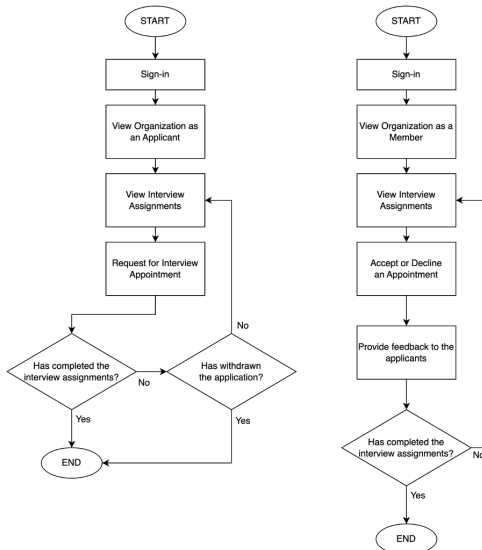 START
Sign-in
View Organization as
an Applicant
View Interview
Assignments
Request for Interview
Appointment
Has completed the
interview assignments?
No
Has withdrawn
the application?
No
Yes
Yes
END
START
Sign-in
View Organization as a
Member
View Interview
Assignments
Accept or Decline
an Appointment
Provide feedback to the
applicants
Has completed the
interview assignments?
No
Yes
END